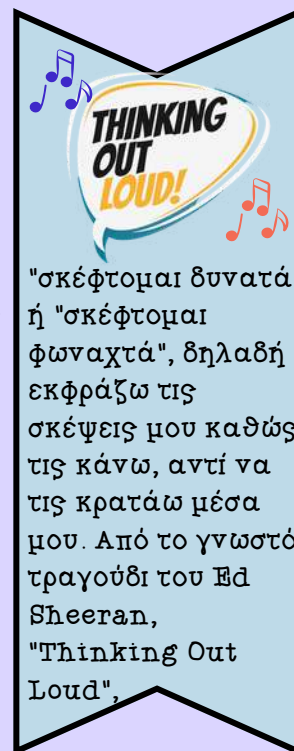 THINKING
OUT
LOUD!
"σκέφτομαι δυνατά
ή "σκέφτομαι
φωναχτά", δηλαδή
εκφράζω τις
σκέψεις μου καθώς
τις κάνω, αντί να
τις κρατάω μέσα
μου. Από το γνωστό
τραγούδι του Ed
Sheeran,
"Thinking Out
Loud",